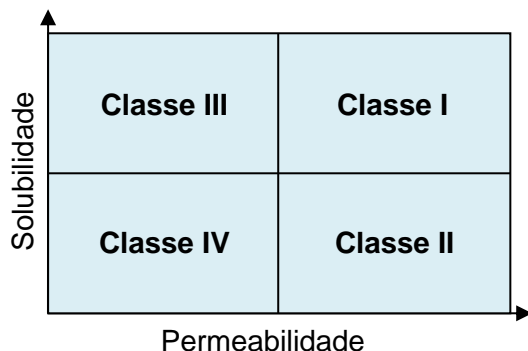 Solubilidade
Classe III
Classe I
Classe IV
Classe II
Permeabilidade